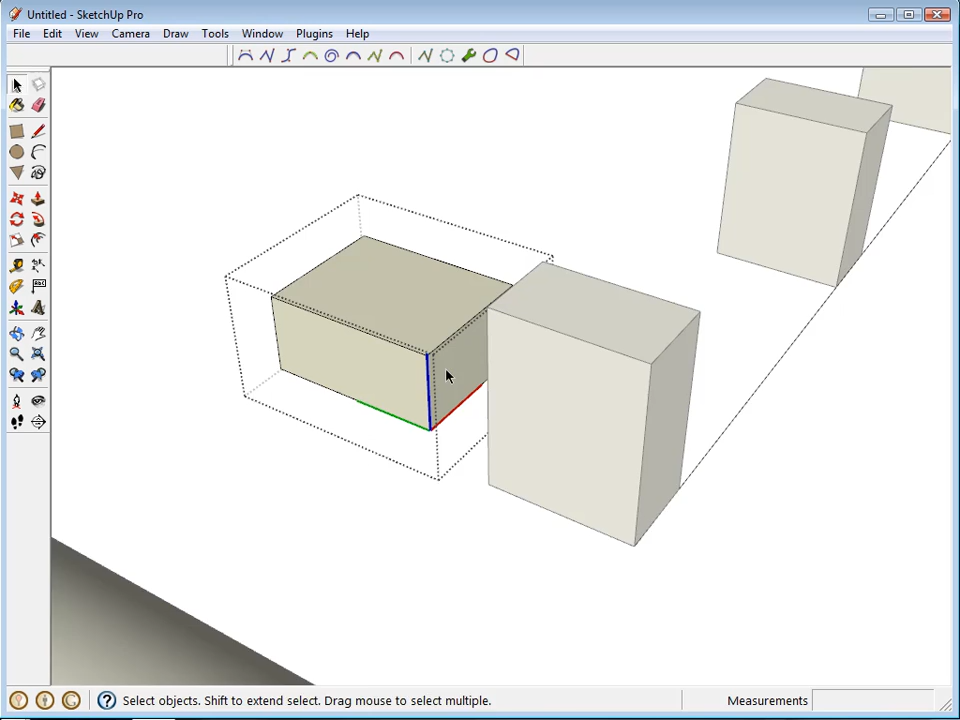 Untitled - SketchUp Pro
File Edit View Camera Draw Tools Window Plugins Help
Select objects. Shift to extend select. Drag mouse to select multiple.
Measurements